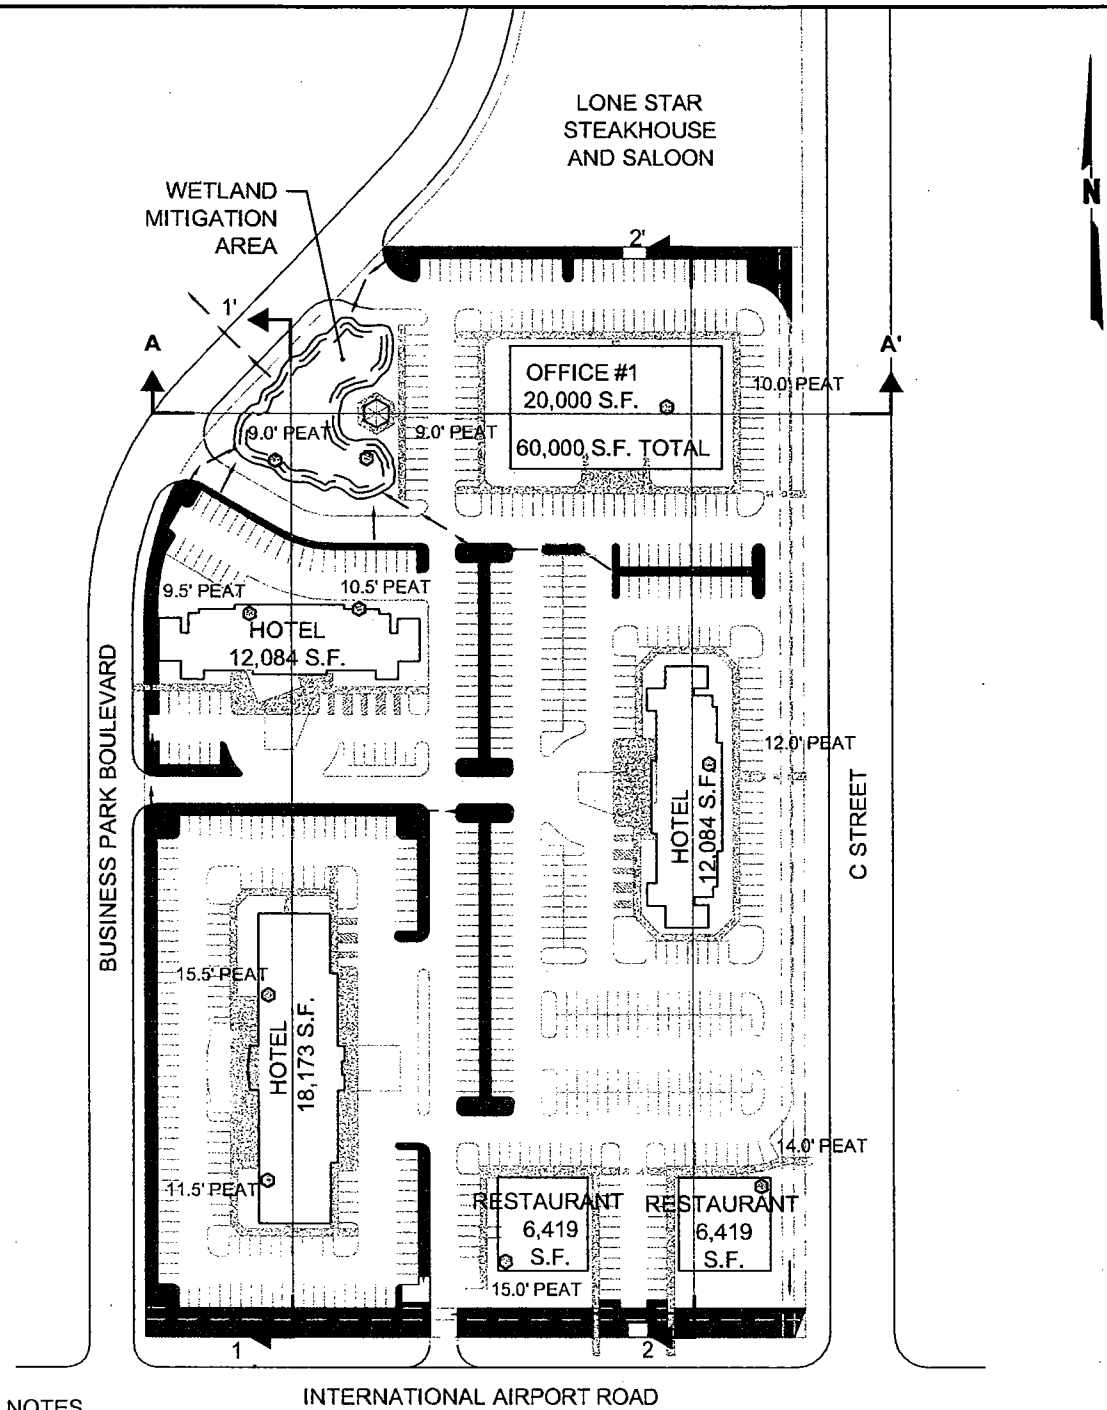 LONE STAR
STEAKHOUSE
AND SALOON
N
WETLAND
MITIGATION
AREA
2'
1'
A
A'
OFFICE #1
20,000 S.F.
60,000 S.F. TOTAL
10.0' PEAT
9.0' PEAT
9.0' PEAT
9.5' PEAT
10.5' PEAT
HOTEL
12,084 S.F.
BUSINESS PARK BOULEVARD
12.0' PEAT
HOTEL
12,084 S.F.
C STREET
15.5' PEAT
HOTEL
18,173 S.F.
11.5' PEAT
14.0' PEAT
RESTAURANT
6,419
S.F.
RESTAURANT
6,419
S.F.
15.0' PEAT
1
2
INTERNATIONAL AIRPORT ROAD
NOTES